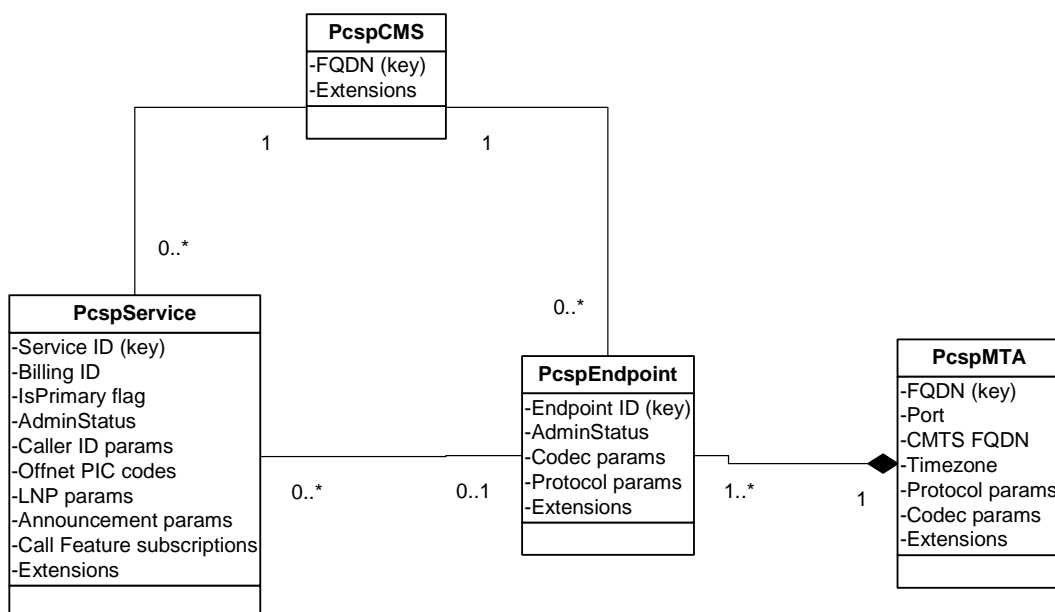 PcspCMS
-FQDN (key)
-Extensions
1
1
0..*
0..*
PcspService
-Service ID (key)
-Billing ID
-IsPrimary flag
-AdminStatus
-Caller ID params
-Offnet PIC codes
-LNP params
-Announcement params
-Call Feature subscriptions
-Extensions
0..*
0..1
PcspEndpoint
-Endpoint ID (key)
-AdminStatus
-Codec params
-Protocol params
-Extensions
1..*
1
PcspMTA
-FQDN (key)
-Port
-CMTS FQDN
-Timezone
-Protocol params
-Codec params
-Extensions